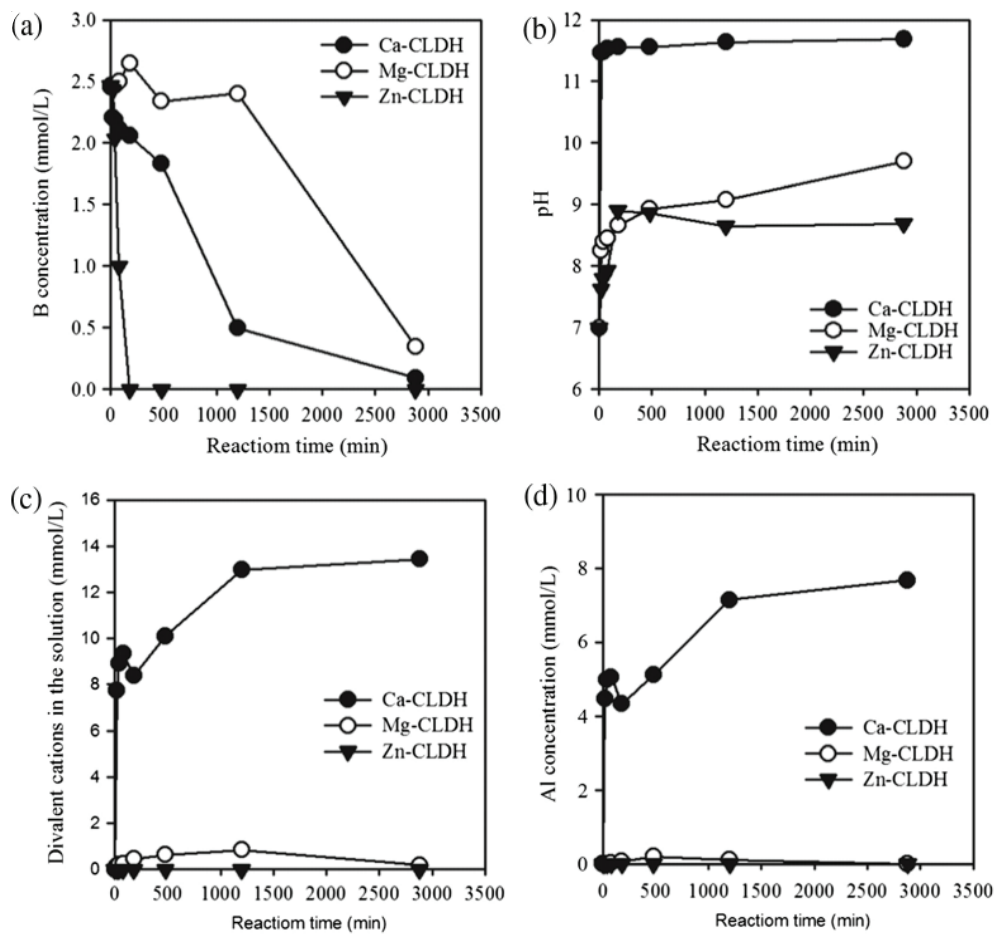 (a)
3.0
2.5
2.0
1.5
1.0
0.5
0.0
B concentration (mmol/L)
Ca-CLDH
Mg-CLDH
Zn-CLDH
0 500 1000 1500 2000 2500 3000 3500
Reactiom time (min)
(b)
12
11
10
9
8
7
6
pH
Ca-CLDH
Mg-CLDH
Zn-CLDH
0 500 1000 1500 2000 2500 3000 3500
Reactiom time (min)
(c)
16
14
12
10
8
6
4
2
0
Divalent cations in the solution (mmol/L)
Ca-CLDH
Mg-CLDH
Zn-CLDH
0 500 1000 1500 2000 2500 3000 3500
Reactiom time (min)
(d)
10
8
6
4
2
0
Al concentration (mmol/L)
Ca-CLDH
Mg-CLDH
Zn-CLDH
0 500 1000 1500 2000 2500 3000 3500
Reactiom time (min)